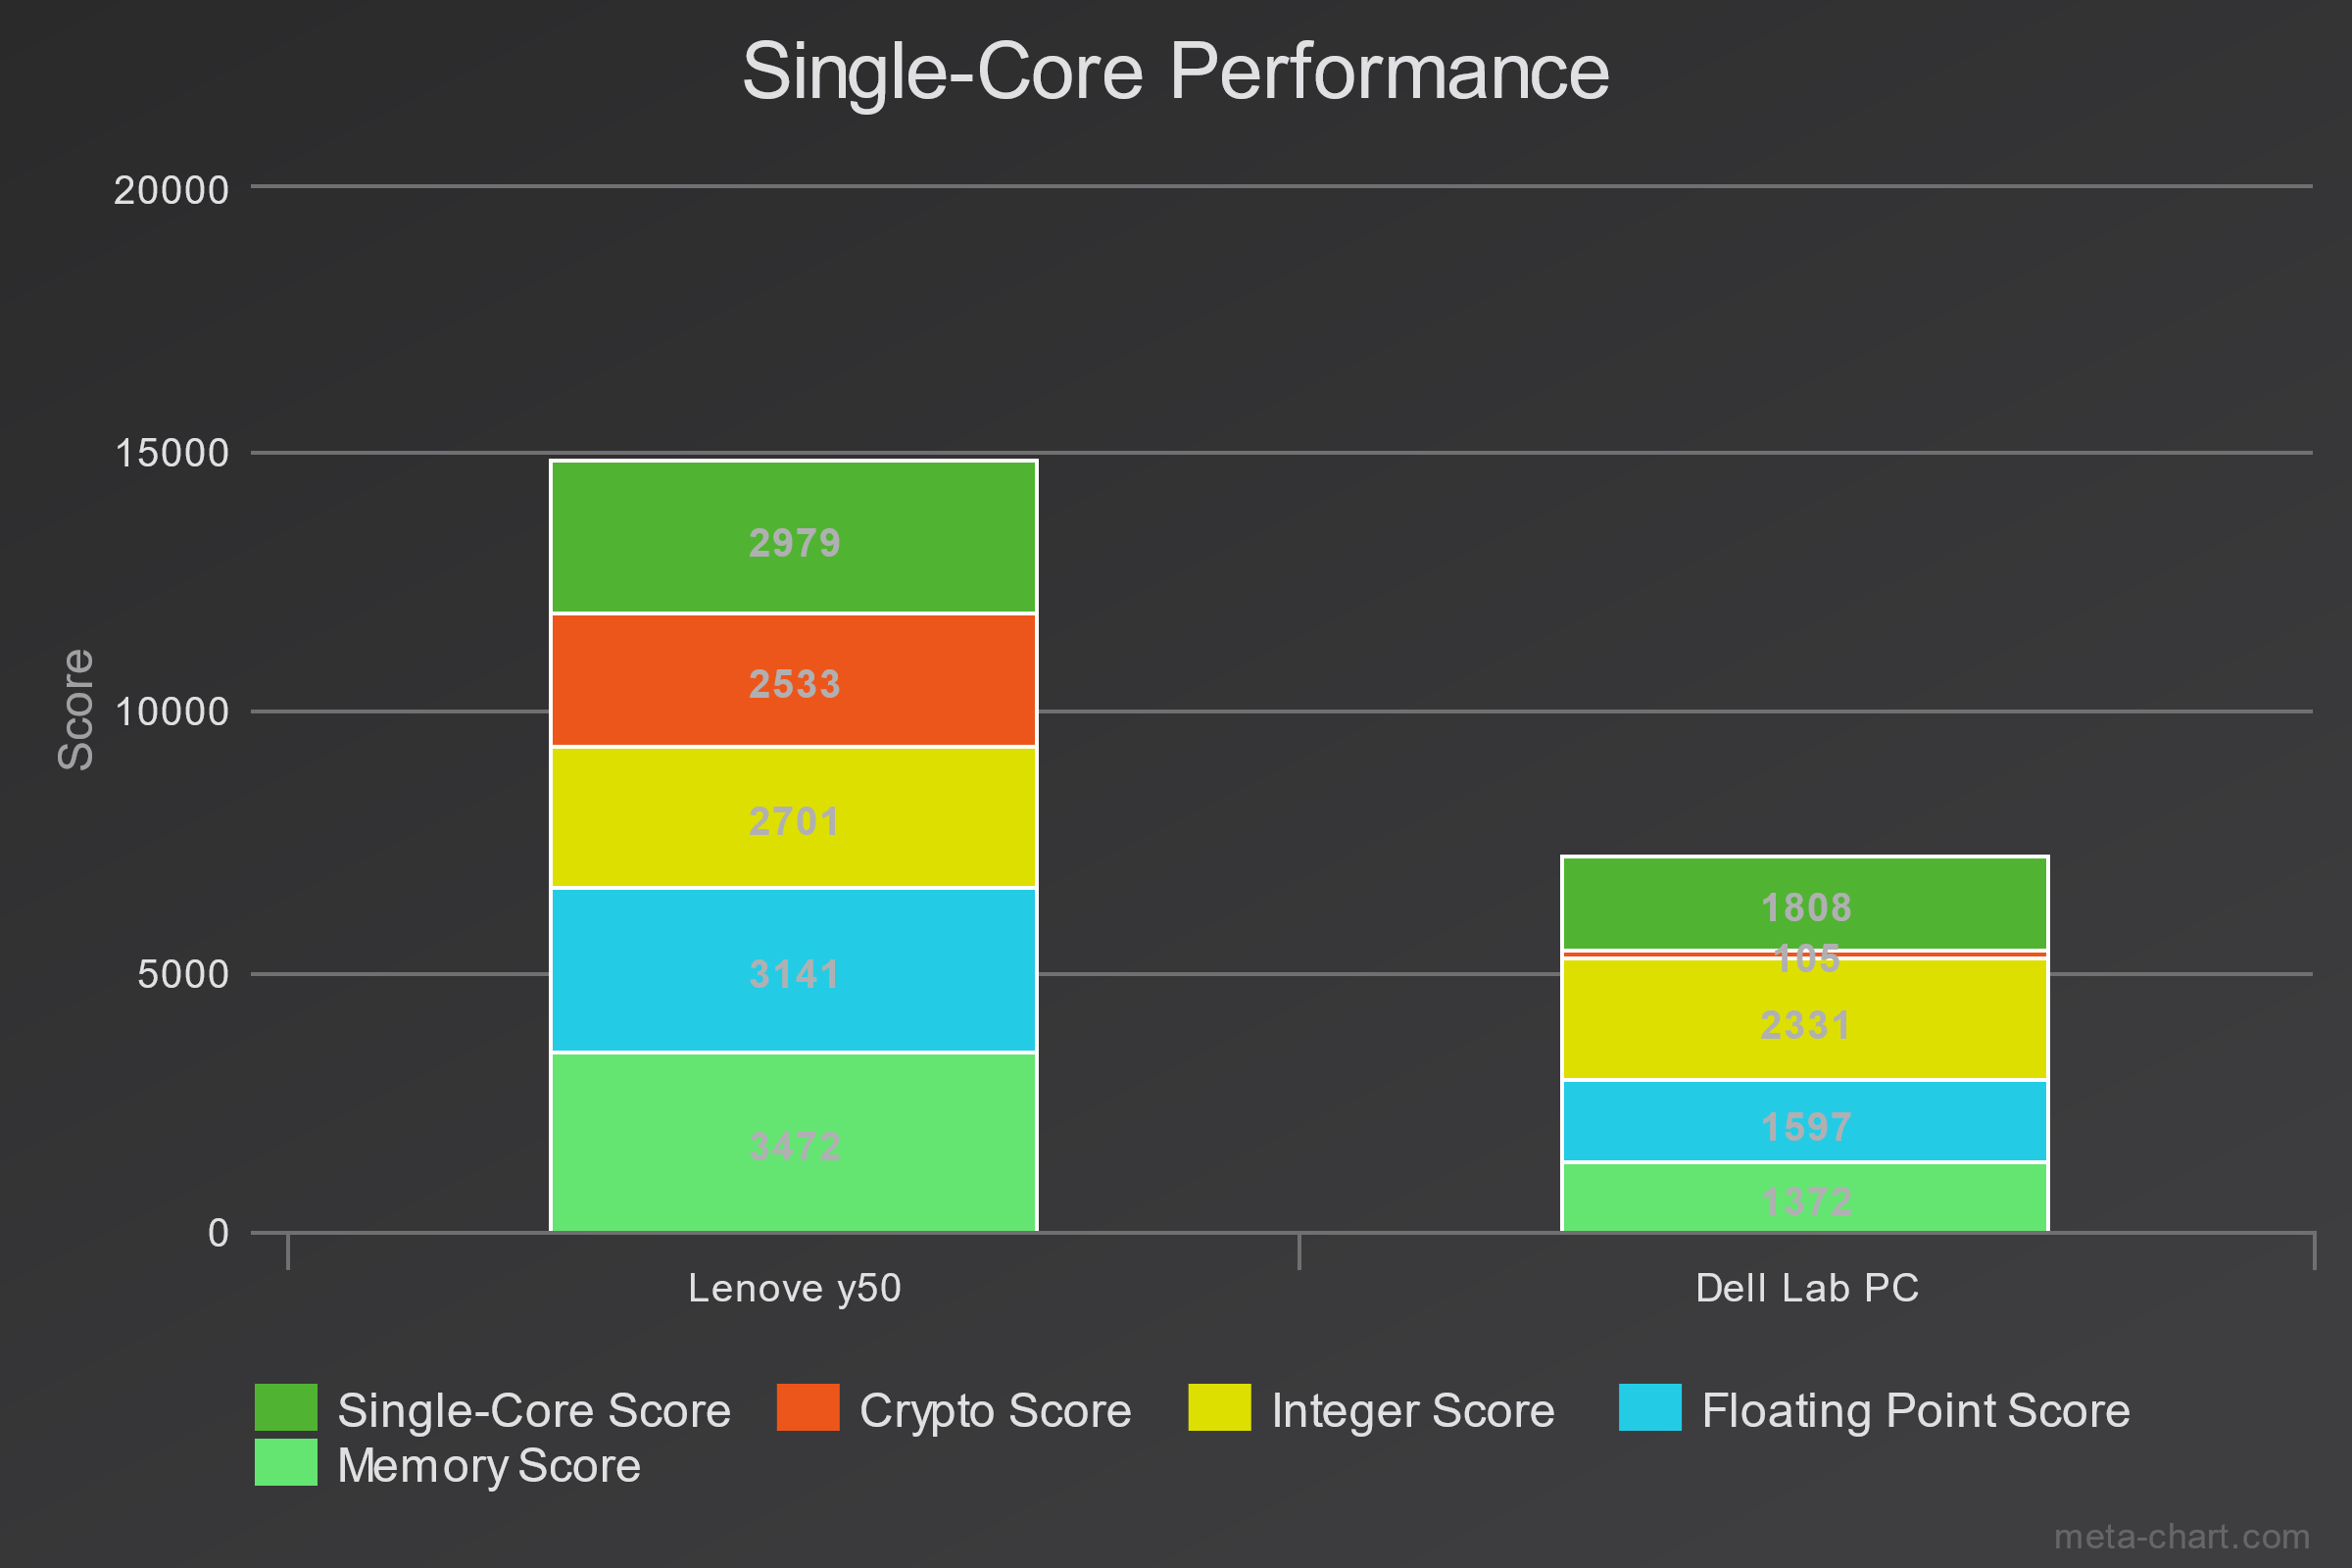 Single-Core Performance
20000
15000
10000
5000
0
Score
2979
2533
2701
3141
3472
1808
105
2331
1597
1372
Lenove y50
Dell Lab PC
Single-Core Score
Crypto Score
Integer Score
Floating Point Score
Memory Score
meta-chart.com